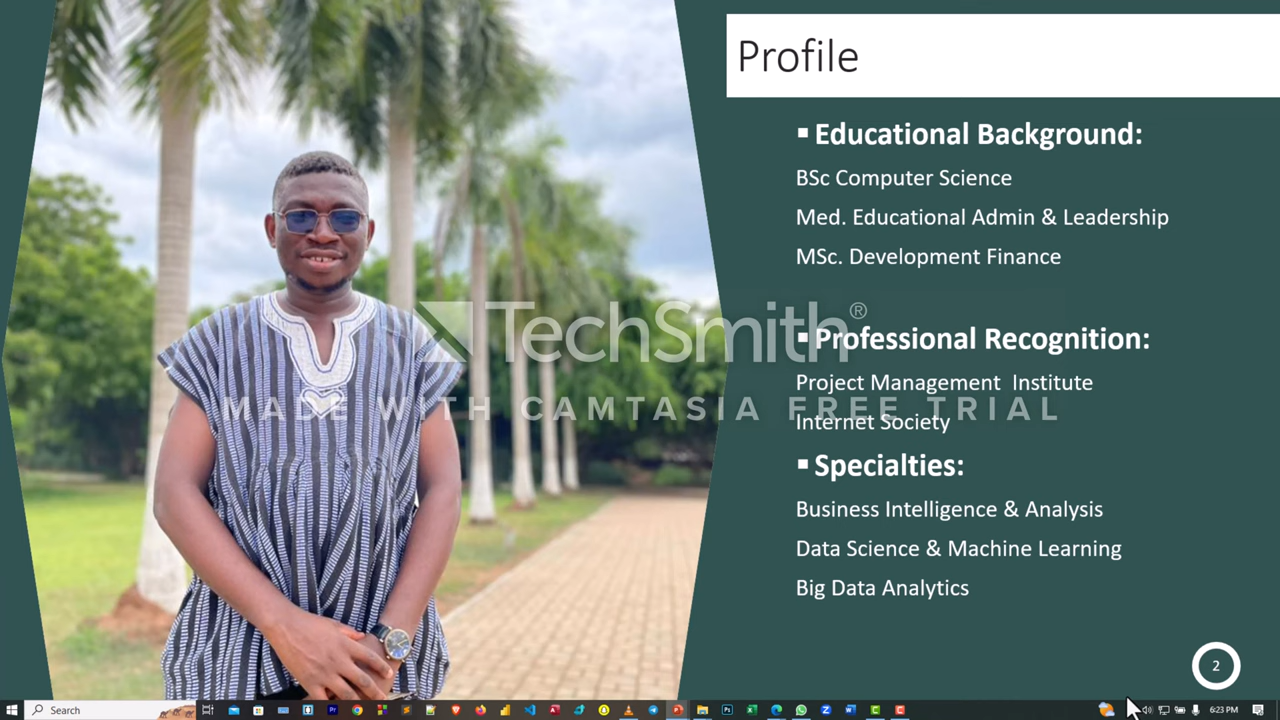 Profile
▪ Educational Background:
BSc Computer Science
Med. Educational Admin & Leadership
MSc. Development Finance
TechSmith®
▪ Professional Recognition:
Project Management  Institute
MADE WITH CAMTASIA FREE TRIAL
Internet Society
▪ Specialties:
Business Intelligence & Analysis
Data Science & Machine Learning
Big Data Analytics
2
Search
6:23 PM